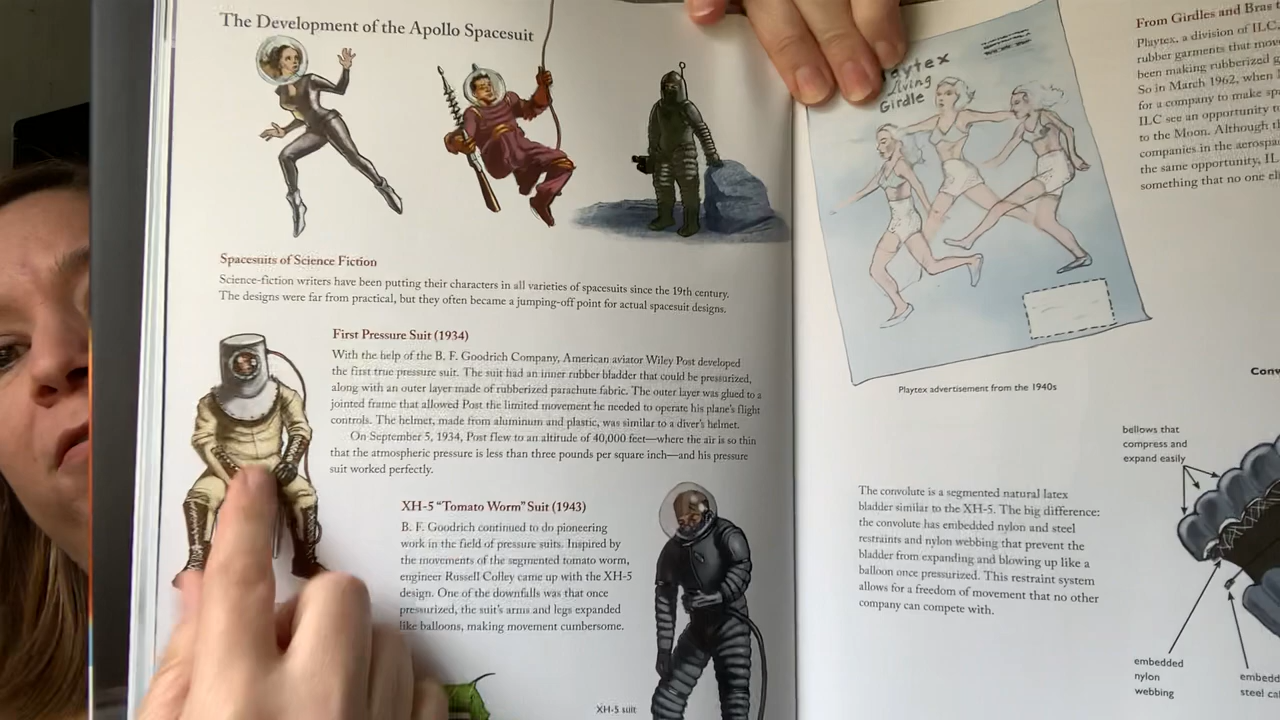 The Development of the Apollo Spacesuit
Spacesuits of Science Fiction
Science-fiction writers have been putting their characters in all varieties of spacesuits since the 19th century.
The designs were far from practical, but they often became a jumping-off point for actual spacesuit designs.
First Pressure Suit (1934)
With the help of the B. F. Goodrich Company, American aviator Wiley Post developed
the first true pressure suit. The suit had an inner rubber bladder that could be pressurized,
along with an outer layer made of rubberized parachute fabric. The outer layer was glued to a
jointed frame that allowed Post the limited movement he needed to operate his plane's flight
controls. The helmet, made from aluminum and plastic, was similar to a diver's helmet.
On September 5, 1934, Post flew to an altitude of 40,000 feet—where the air is so thin
that the atmospheric pressure is less than three pounds per square inch—and his pressure
suit worked perfectly.
XH-5 "Tomato Worm" Suit (1943)
B. F. Goodrich continued to do pioneering
work in the field of pressure suits. Inspired by
the movements of the segmented tomato worm,
engineer Russell Colley came up with the XH-5
design. One of the downfalls was that once
pressurized, the suit's arms and legs expanded
like balloons, making movement cumbersome.
XH-5 suit
aytex
Living
Girdle
Playtex advertisement from the 1940s
From Girdles and Bras t
Playtex, a division of ILC,
rubber garments that mov
been making rubberized g
So in March 1962, when
for a company to make sp
ILC see an opportunity t
to the Moon. Although t
companies in the aerospa
the same opportunity, IL
something that no one el
Conv
bellows that
compress and
expand easily
The convolute is a segmented natural latex
bladder similar to the XH-5. The big difference:
the convolute has embedded nylon and steel
restraints and nylon webbing that prevent the
bladder from expanding and blowing up like a
balloon once pressurized. This restraint system
allows for a freedom of movement that no other
company can compete with.
embedded
nylon
webbing
embedd
steel ca